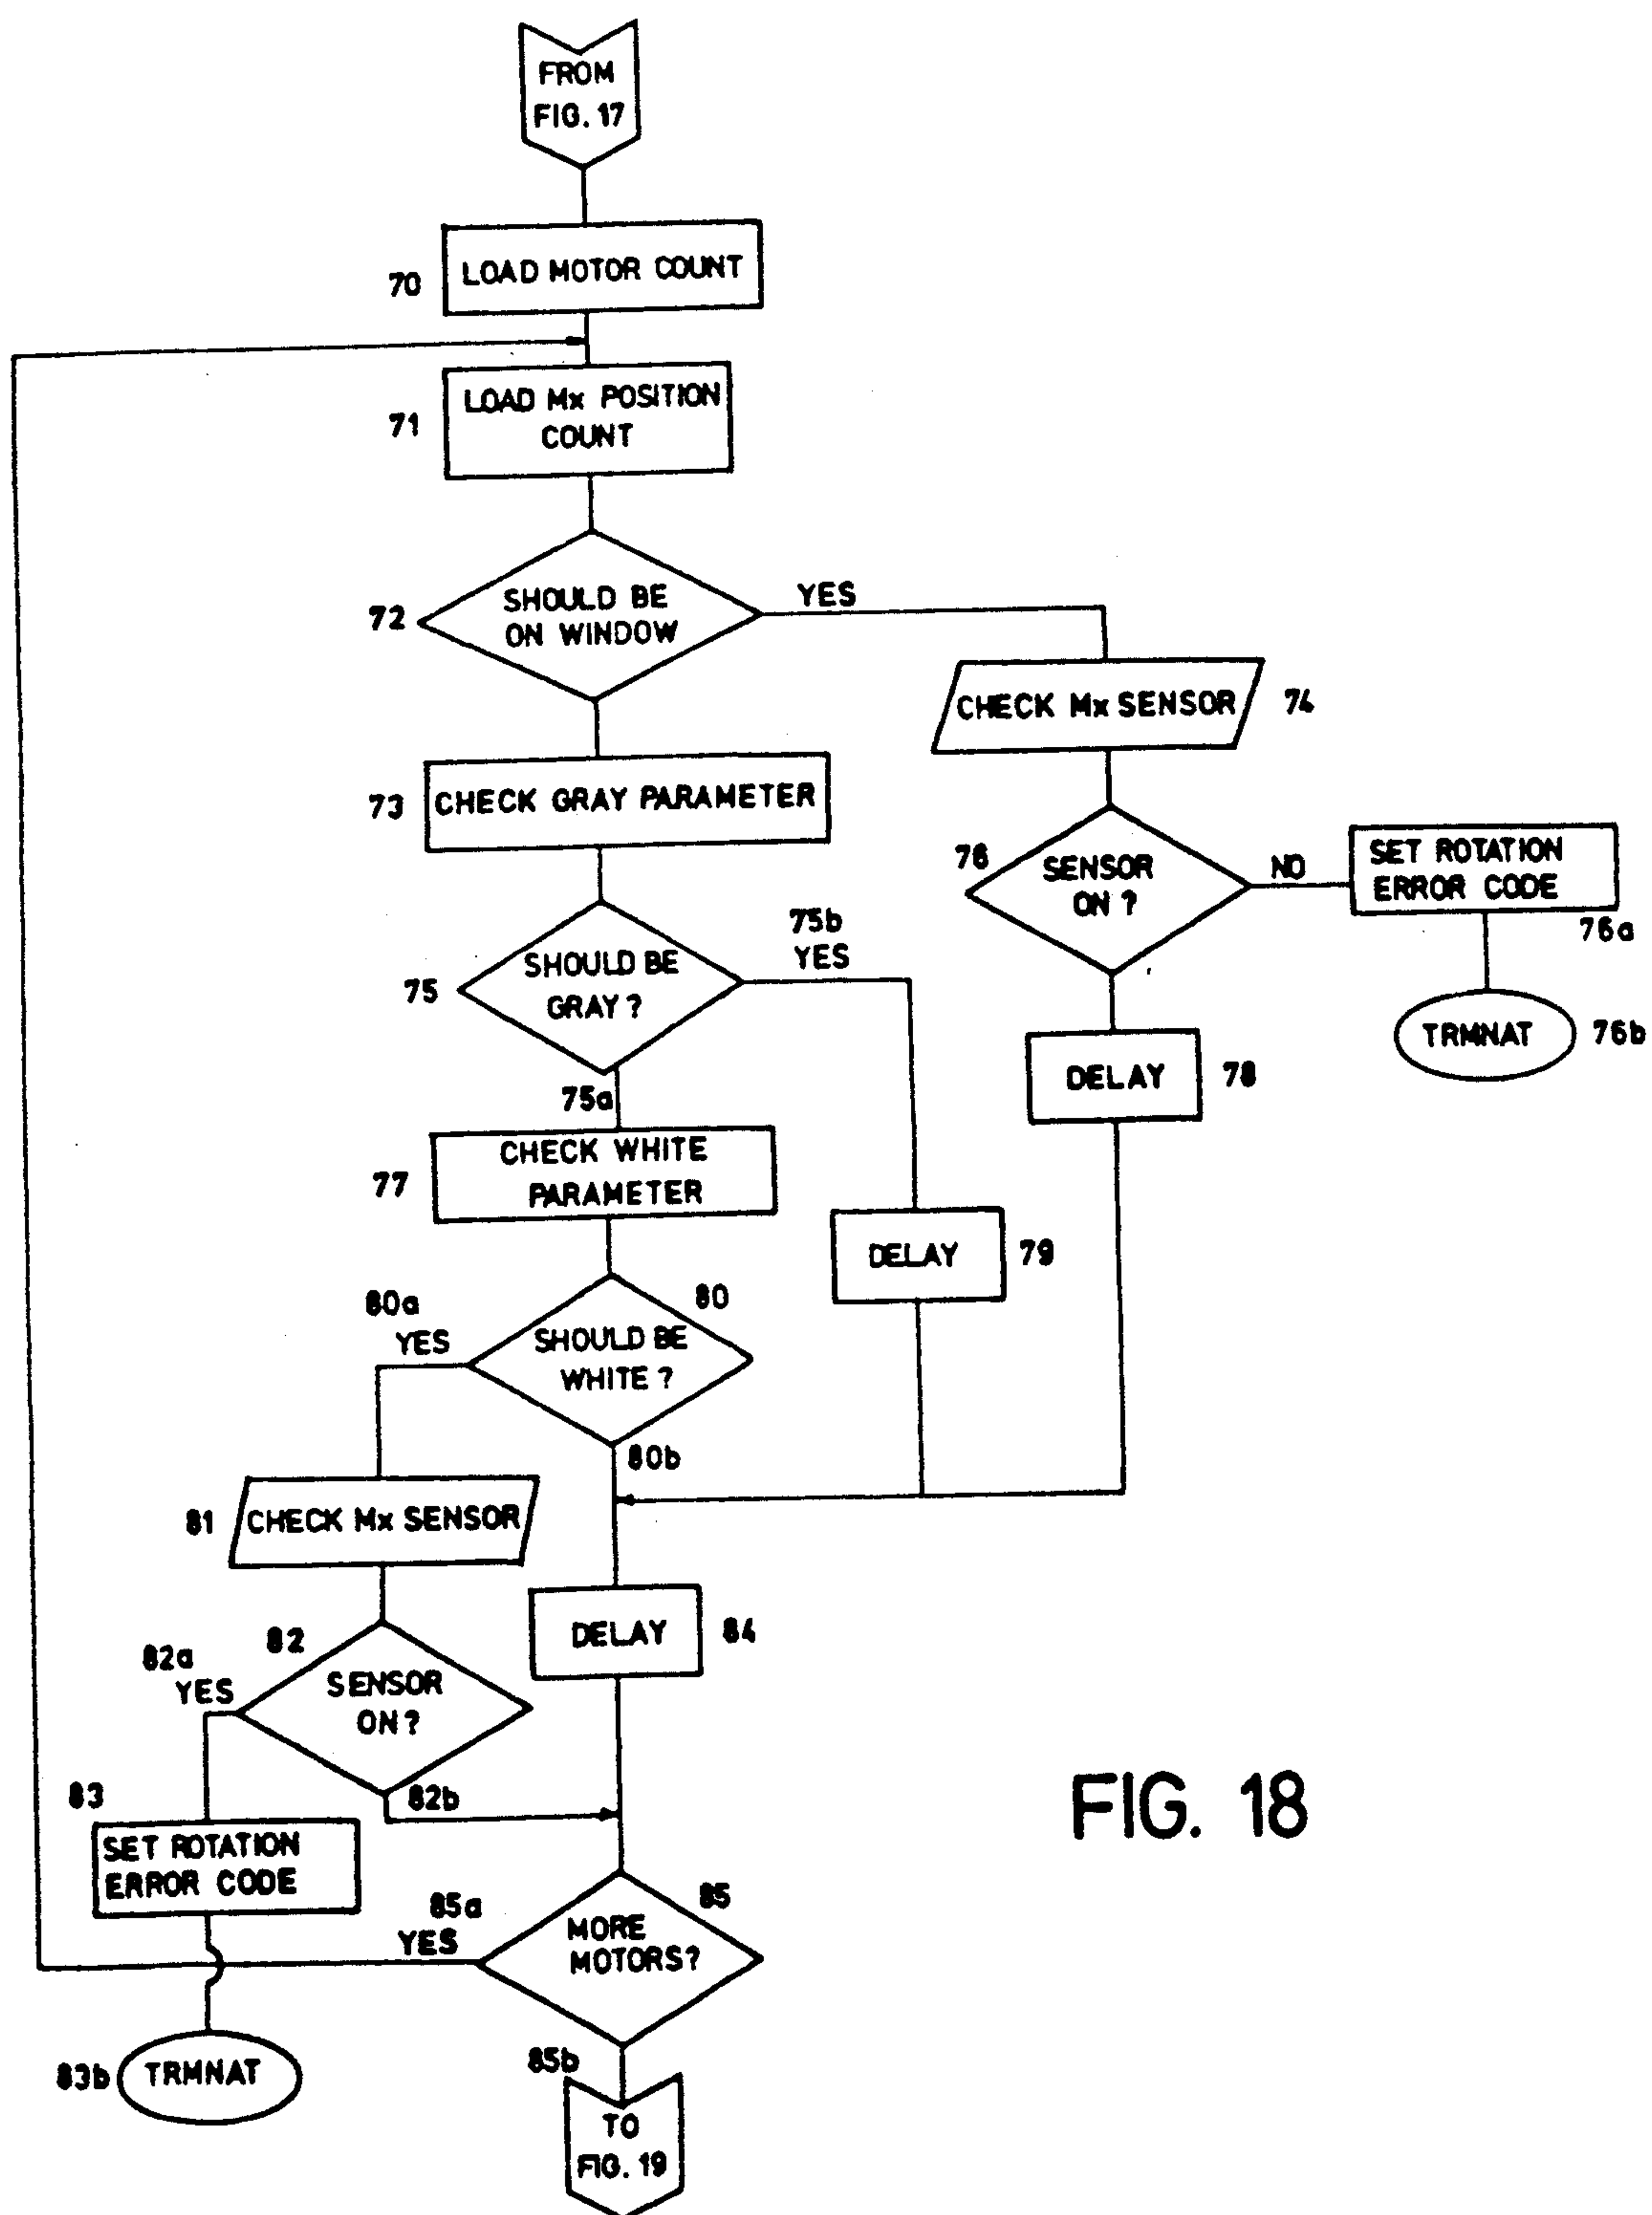 FROM
FIG. 17
70
LOAD MOTOR COUNT
71
LOAD Mx POSITION
COUNT
72
SHOULD BE
ON WINDOW
YES
CHECK Mx SENSOR
74
73
CHECK GRAY PARAMETER
76
SENSOR
ON ?
NO
SET ROTATION
ERROR CODE
76a
TRMNAT
76b
75
SHOULD BE
GRAY ?
75b
YES
75a
DELAY
78
77
CHECK WHITE
PARAMETER
DELAY
79
80a
YES
80
SHOULD BE
WHITE ?
80b
81
CHECK Mx SENSOR
DELAY
84
82a
YES
82
SENSOR
ON ?
82b
83
SET ROTATION
ERROR CODE
85a
YES
85
MORE
MOTORS?
83b
TRMNAT
85b
TO
FIG. 19
FIG. 18